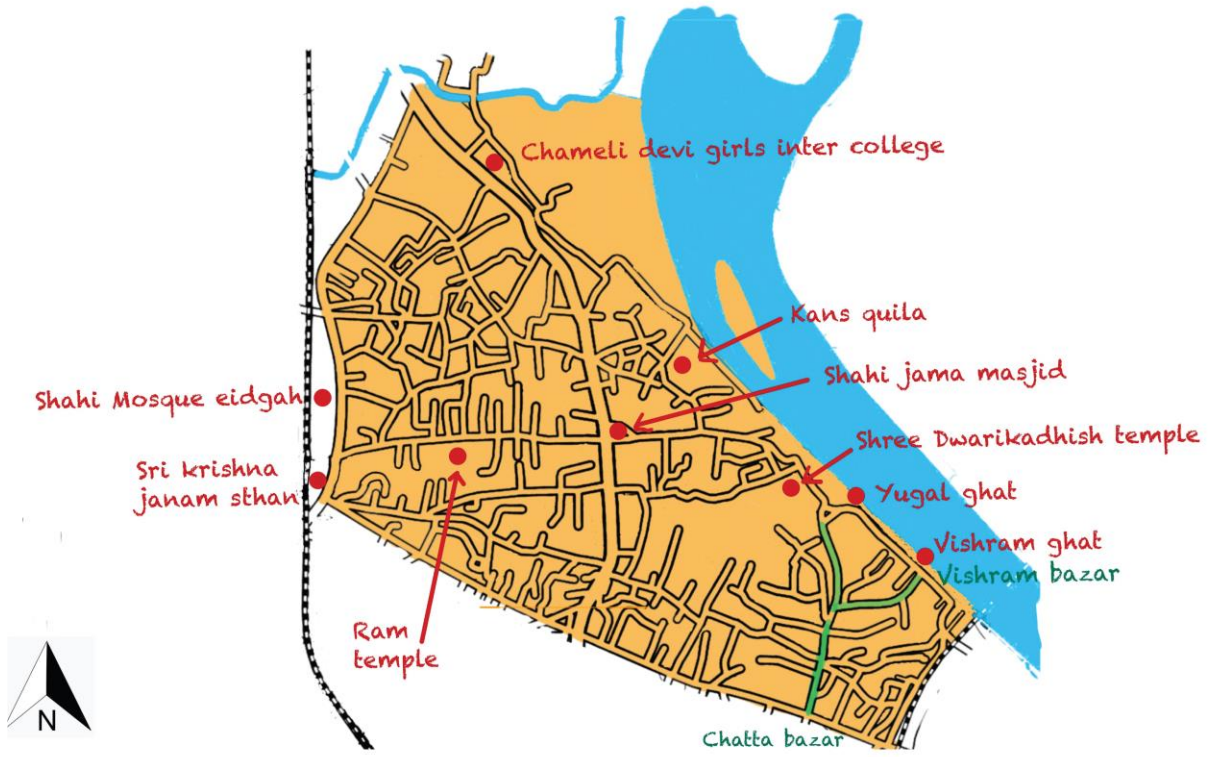 Chameli devi girls inter college
Kans quila
Shahi jama masjid
Shahi Mosque eidgah
Shree Dwarikadhish temple
Sri krishna
janam sthan
Yugal ghat
Vishram ghat
Vishram bazar
Ram
temple
N
Chatta bazar